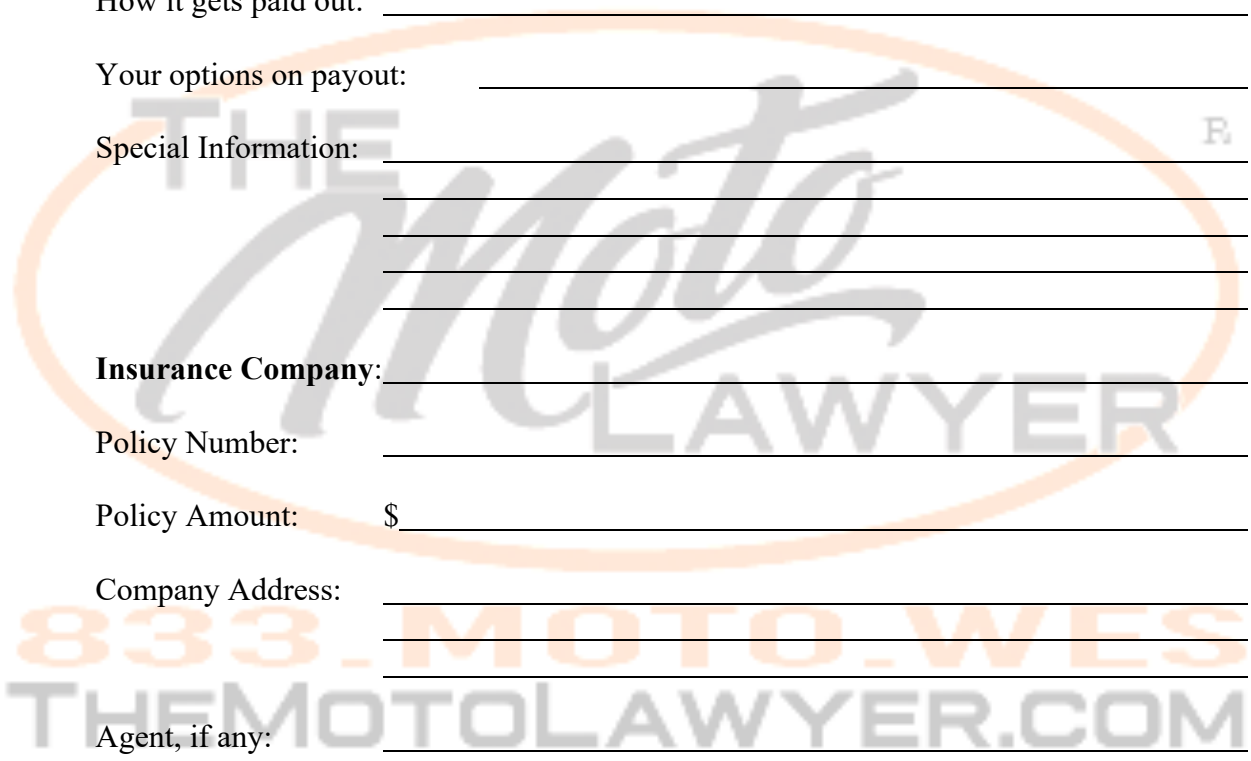 How it gets paid out:
Your options on payout:
THE
R
Special Information:
Moto
Insurance Company:
LAWYER
Policy Number:
Policy Amount: $
Company Address:
833_MOTO_WES
THEMOTOLAWYER.COM
Agent, if any: